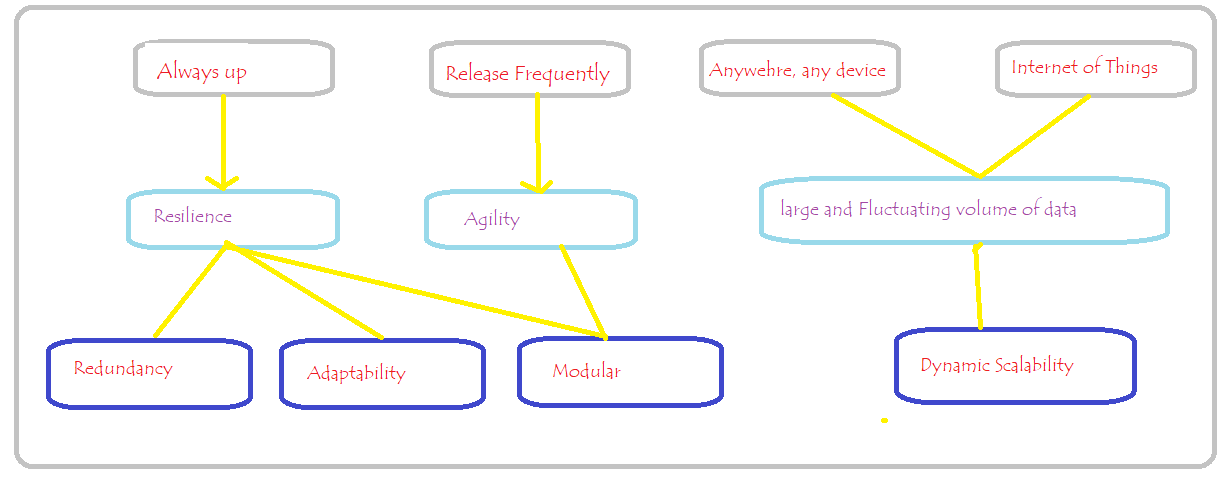 Always up
Release Frequently
Anywehre, any device
Internet of Things
Resilience
Agility
large and Fluctuating volume of data
Redundancy
Adaptability
Modular
Dynamic Scalability